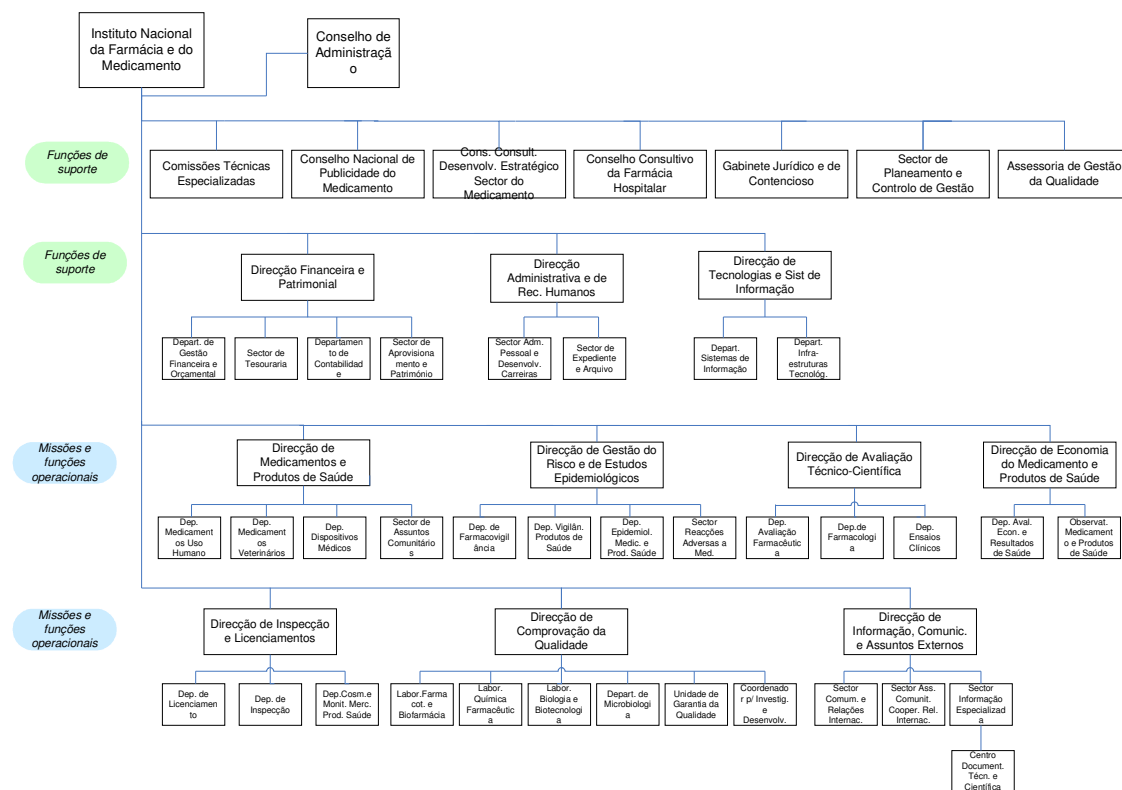 Instituto Nacional
da Farmácia e do
Medicamento
Conselho de
Administraçã
o
Funções de
suporte
Comissões Técnicas
Especializadas
Conselho Nacional de
Publicidade do
Medicamento
Cons. Consult.
Desenvolv. Estratégico
Sector do
Medicamento
Conselho Consultivo
da Farmácia
Hospitalar
Gabinete Jurídico e de
Contencioso
Sector de
Planeamento e
Controlo de Gestão
Assessoria de Gestão
da Qualidade
Funções de
suporte
Direcção Financeira e
Patrimonial
Direcção
Administrativa e de
Rec. Humanos
Direcção de
Tecnologias e Sist de
Informação
Depart. de
Gestão
Financeira e
Orçamental
Sector de
Tesouraria
Departamen
to de
Contabilidad
e
Sector de
Aprovisiona
mento e
Património
Sector Adm.
Pessoal e
Desenvolv.
Carreiras
Sector de
Expediente
e Arquivo
Depart.
Sistemas de
Informação
Depart.
Infra-
estruturas
Tecnológ.
Missões e
funções
operacionais
Direcção de
Medicamentos e
Produtos de Saúde
Direcção de Gestão do
Risco e de Estudos
Epidemiológicos
Direcção de Avaliação
Técnico-Científica
Direcção de Economia
do Medicamento e
Produtos de Saúde
Dep.
Medicament
os Uso
Humano
Dep.
Medicament
os
Veterinários
Dep.
Dispositivos
Médicos
Sector de
Assuntos
Comunitário
s
Dep. de
Farmacovigil
ância
Dep. Vigilân.
Produtos de
Saúde
Dep.
Epidemiol.
Medic. e
Prod. Saúde
Sector
Reacções
Adversas a
Med.
Dep.
Avaliação
Farmacêutic
a
Dep.de
Farmacologi
a
Dep.
Ensaios
Clínicos
Dep. Aval.
Econ. e
Resultados
de Saúde
Observat.
Medicament
o e Produtos
de Saúde
Missões e
funções
operacionais
Direcção de Inspecção
e Licenciamentos
Direcção de
Comprovação da
Qualidade
Direcção de
Informação, Comunic.
e Assuntos Externos
Dep. de
Licenciamen
to
Dep. de
Inspecção
Dep.Cosm.e
Monit. Merc.
Prod. Saúde
Labor.Farma
cot. e
Biofarmácia
Labor.
Química
Farmacêutic
a
Labor.
Biologia e
Biotecnologi
a
Depart. de
Microbiologi
a
Unidade de
Garantia da
Qualidade
Coordenado
r p/ Investig.
e
Desenvolv.
Sector
Comum. e
Relações
Internac.
Sector Ass.
Comunit.
Cooper. Rel.
Internac.
Sector
Informação
Especializad
a
Centro
Document.
Técn. e
Científica